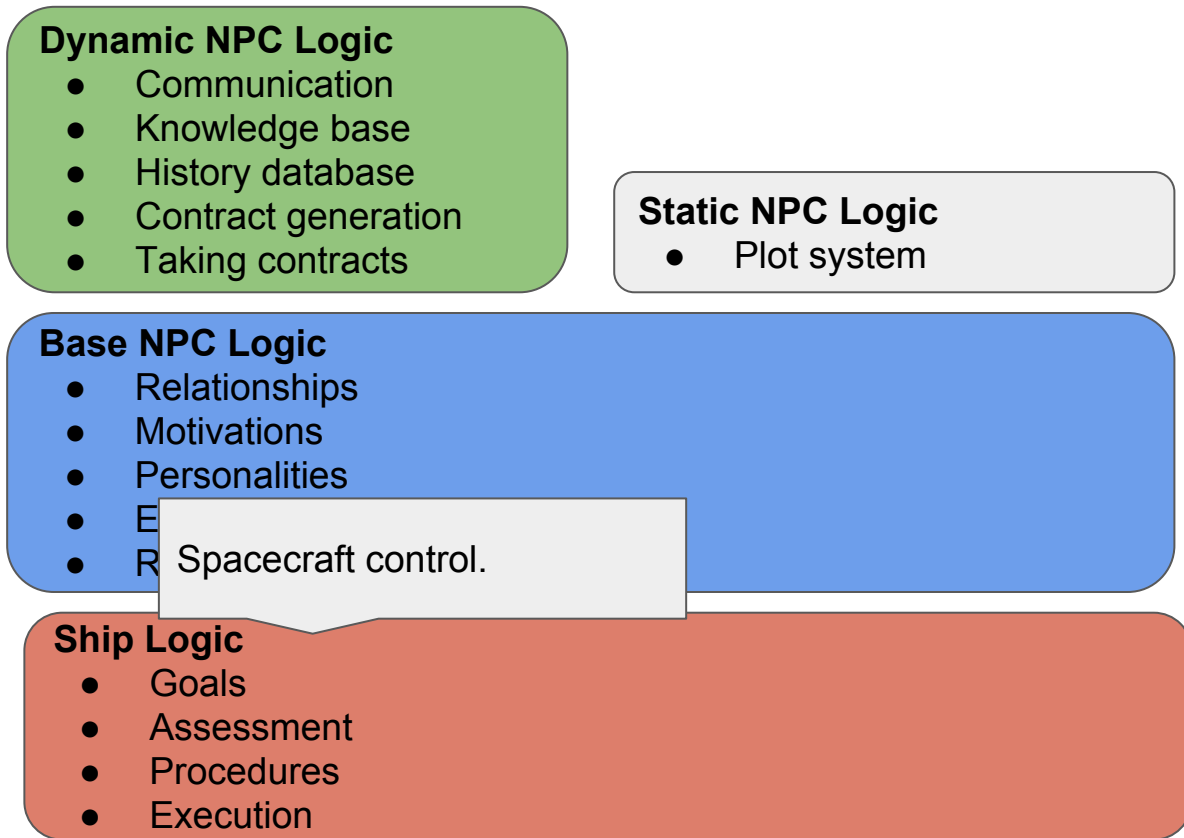 Dynamic NPC Logic
● Communication
● Knowledge base
● History database
● Contract generation
● Taking contracts
Static NPC Logic
● Plot system
Base NPC Logic
● Relationships
● Motivations
● Personalities
● E
● R
Spacecraft control.
Ship Logic
● Goals
● Assessment
● Procedures
● Execution